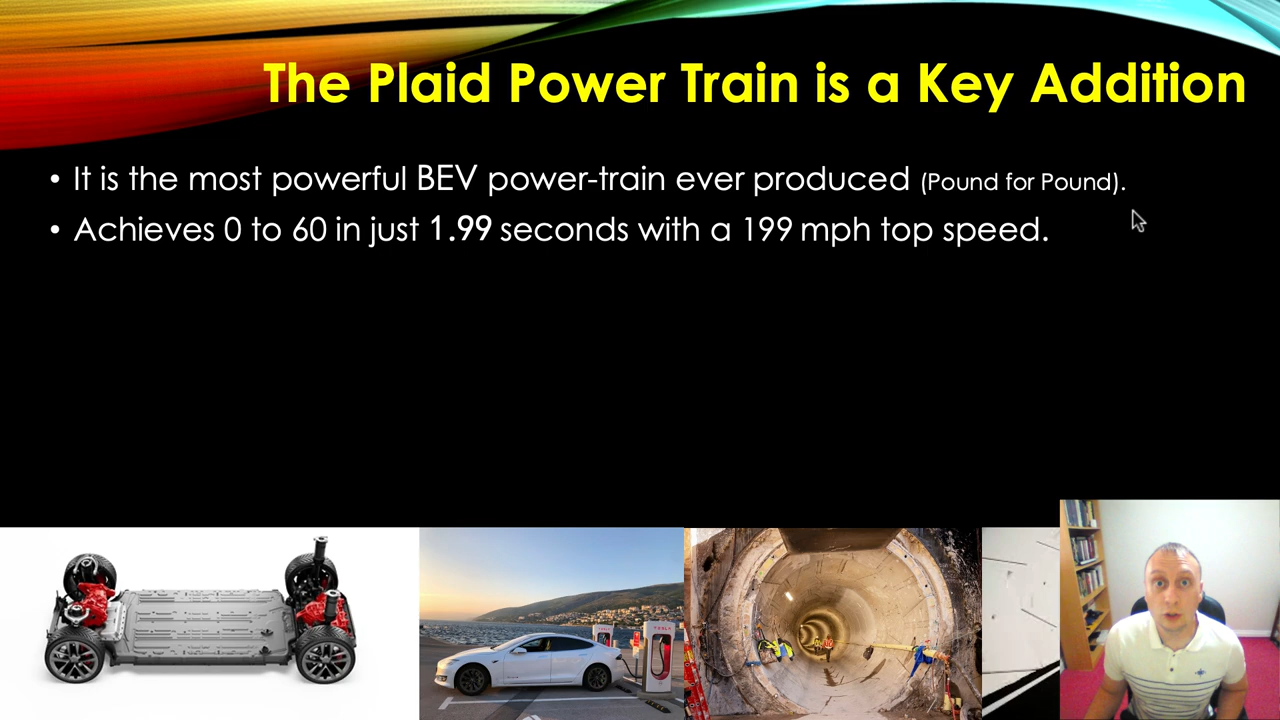 The Plaid Power Train is a Key Addition
• It is the most powerful BEV power-train ever produced (Pound for Pound).
• Achieves 0 to 60 in just 1.99 seconds with a 199 mph top speed.
TESLA